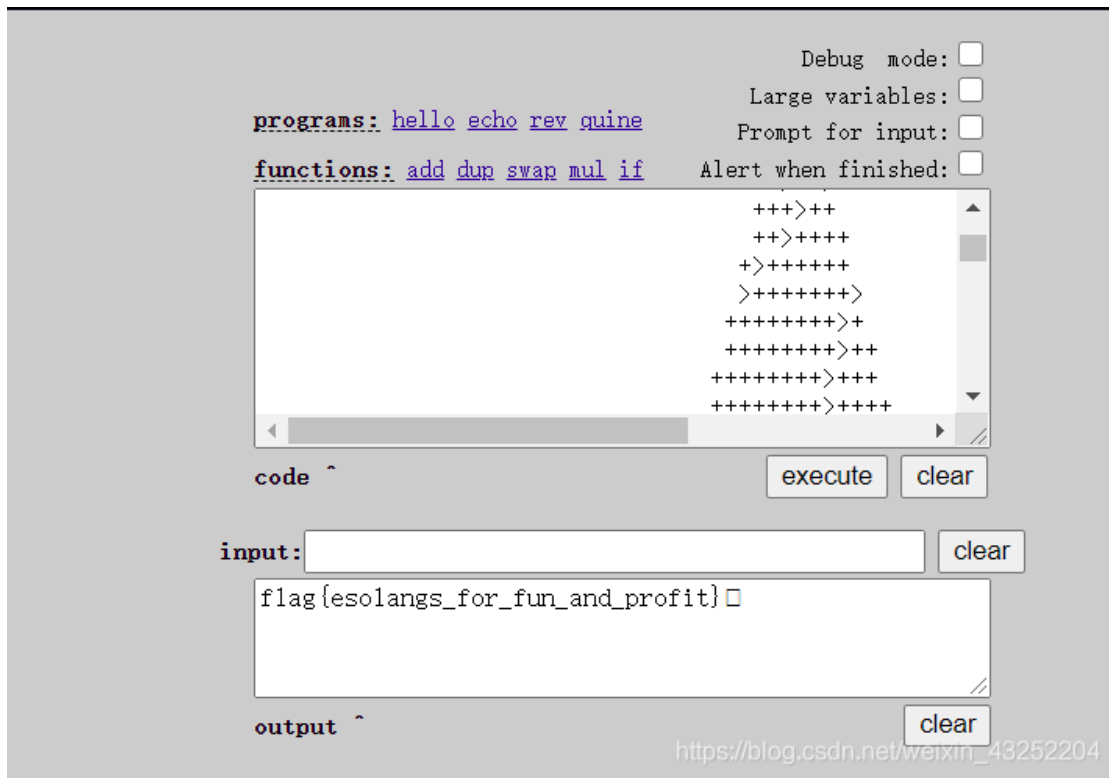 Debug mode:
Large variables:
programs: hello echo rev quine
Prompt for input:
functions: add dup swap mul if
Alert when finished:
+++>++
++>++++
+>++++++
>+++++++>
++++++++>+
++++++++>++
++++++++>+++
++++++++>++++
code ^
execute
clear
input:
clear
flag{esolangs_for_fun_and_profit}□
output ^
clear
https://blog.csdn.net/weixin_43252204